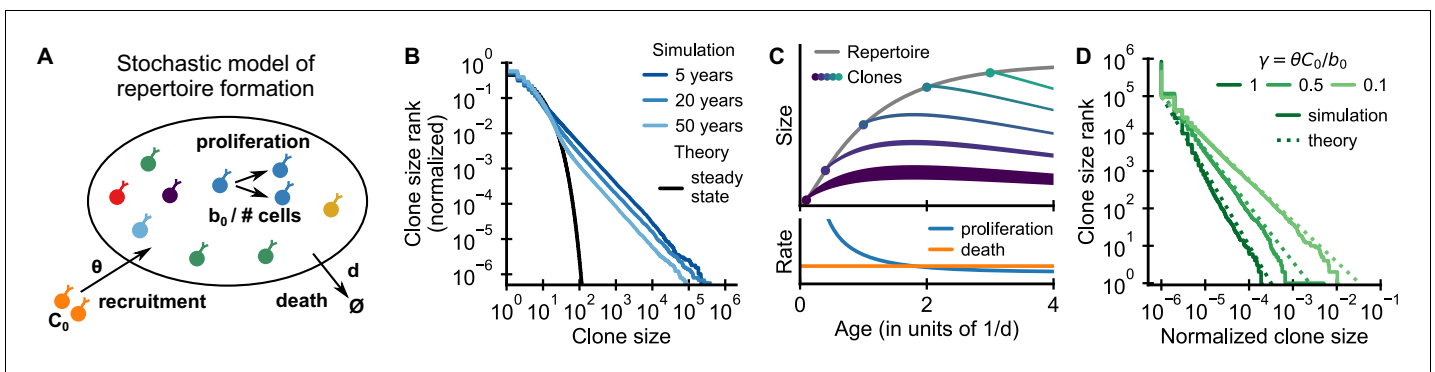 A
Stochastic model of
repertoire formation
proliferation
b₀ / # cells
θ
recruitment
C₀
death
d
Ø
B
Simulation
5 years
20 years
50 years
Theory
steady
state
Clone size rank
(normalized)
10⁰
10⁻¹
10⁻²
10⁻³
10⁻⁴
10⁻⁵
10⁻⁶
10⁰ 10¹ 10² 10³ 10⁴ 10⁵ 10⁶
Clone size
C
Repertoire
Clones
Size
Rate
proliferation
death
0 2 4
Age (in units of 1/d)
D
γ = θC₀/b₀
1 0.5 0.1
simulation
theory
Clone size rank
10⁶
10⁵
10⁴
10³
10²
10¹
10⁰
10⁻⁶ 10⁻⁵ 10⁻⁴ 10⁻³ 10⁻² 10⁻¹
Normalized clone size